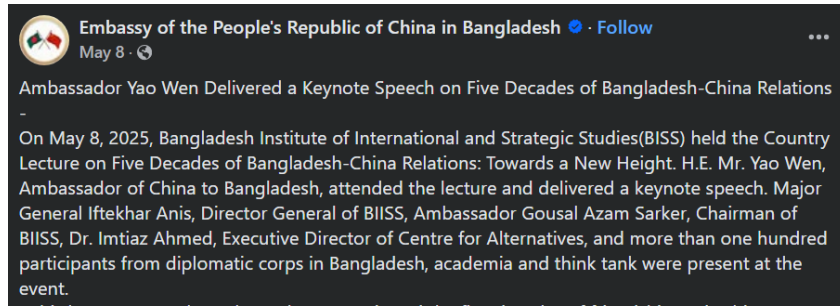 Embassy of the People's Republic of China in Bangladesh · Follow
May 8 ·
Ambassador Yao Wen Delivered a Keynote Speech on Five Decades of Bangladesh-China Relations
-
On May 8, 2025, Bangladesh Institute of International and Strategic Studies(BISS) held the Country
Lecture on Five Decades of Bangladesh-China Relations: Towards a New Height. H.E. Mr. Yao Wen,
Ambassador of China to Bangladesh, attended the lecture and delivered a keynote speech. Major
General Iftekhar Anis, Director General of BIISS, Ambassador Gousal Azam Sarker, Chairman of
BIISS, Dr. Imtiaz Ahmed, Executive Director of Centre for Alternatives, and more than one hundred
participants from diplomatic corps in Bangladesh, academia and think tank were present at the
event.